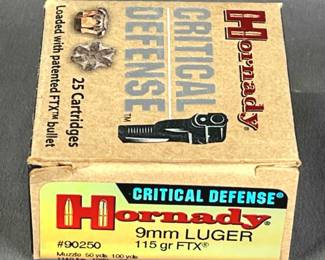 Loaded with patented FTX™ bullet
25 Cartridges
CRITICAL
DEFENSE™
Hornady
CRITICAL DEFENSE®
Hornady
#90250
9mm LUGER
115 gr FTX®
Muzzle 50 yds. 100 yds.